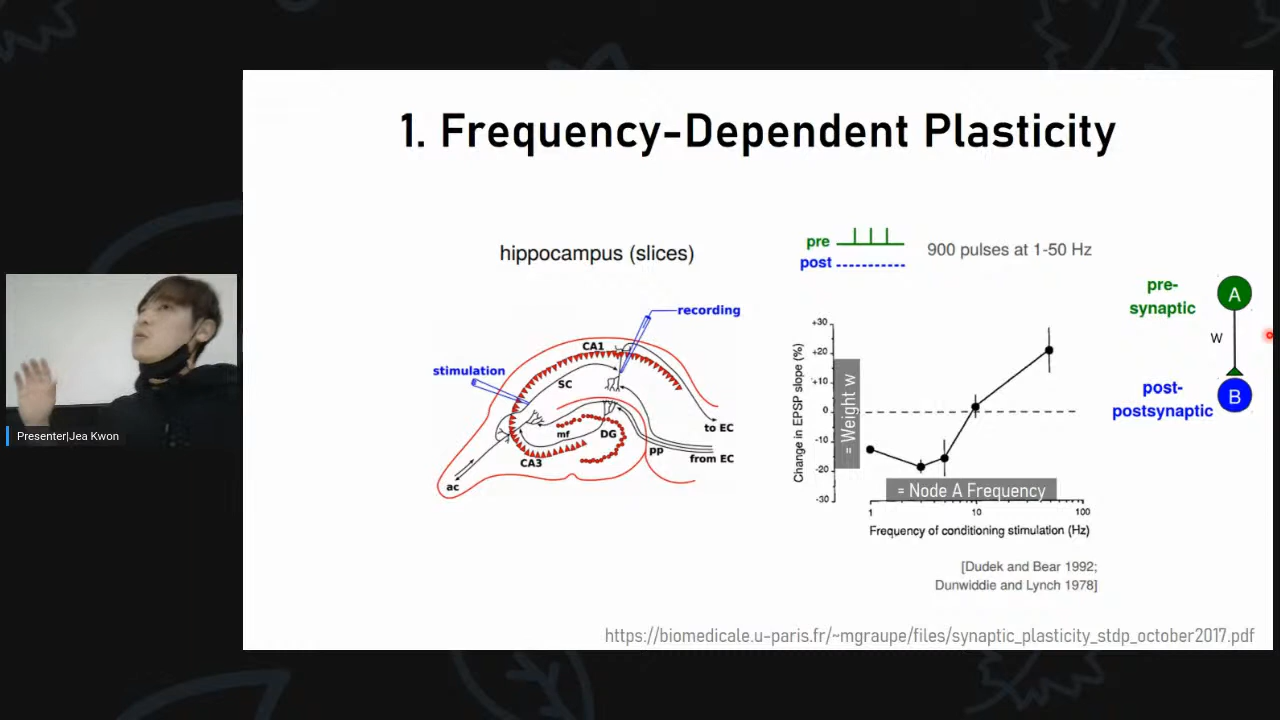 1. Frequency-Dependent Plasticity
hippocampus (slices)
recording
CA1
stimulation
SC
to EC
mf
DG
pp
from EC
CA3
ac
pre
post
900 pulses at 1-50 Hz
+30
+20
+10
0
-10
-20
-30
Change in EPSP slope (%)
= Weight w
= Node A Frequency
1
10
100
Frequency of conditioning stimulation (Hz)
[Dudek and Bear 1992;
Dunwiddie and Lynch 1978]
pre-
synaptic
A
W
post-
postsynaptic
B
https://biomedicale.u-paris.fr/~mgraupe/files/synaptic_plasticity_stdp_october2017.pdf
Presenter|Jea Kwon